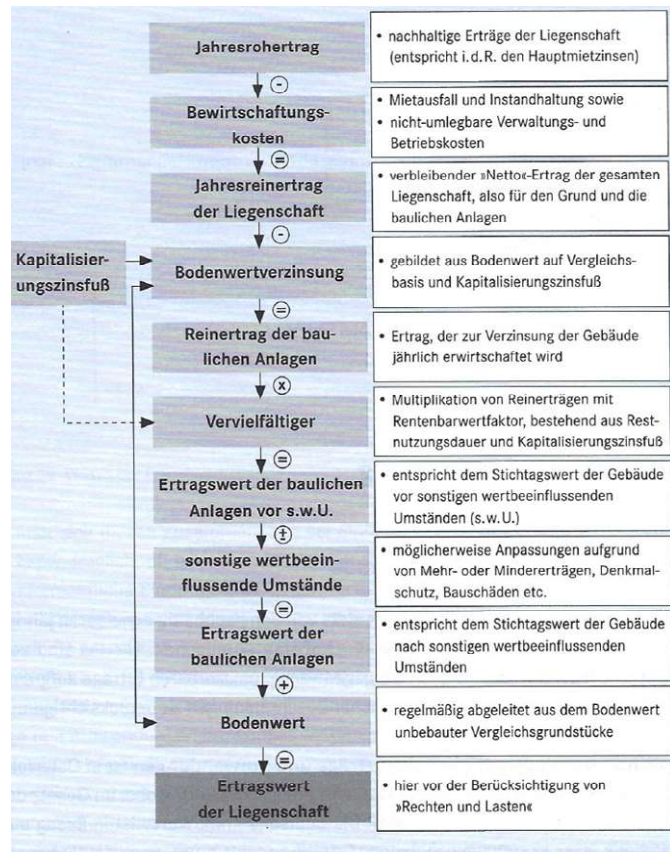 Jahresrohertrag
• nachhaltige Erträge der Liegenschaft
(entspricht i.d.R. den Hauptmietzinsen)
-
Bewirtschaftungs-
kosten
• Mietausfall und Instandhaltung sowie
• nicht-umlegbare Verwaltungs- und
Betriebskosten
=
Jahresreinertrag
der Liegenschaft
• verbleibender »Netto«-Ertrag der gesamten
Liegenschaft, also für den Grund und die
baulichen Anlagen
-
Kapitalisier-
ungszinsfuß
Bodenwertverzinsung
• gebildet aus Bodenwert auf Vergleichs-
basis und Kapitalisierungszinsfuß
=
Reinertrag der bau-
lichen Anlagen
• Ertrag, der zur Verzinsung der Gebäude
jährlich erwirtschaftet wird
x
Vervielfältiger
• Multiplikation von Reinerträgen mit
Rentenbarwertfaktor, bestehend aus Rest-
nutzungsdauer und Kapitalisierungszinsfuß
=
Ertragswert der baulichen
Anlagen vor s.w.U.
• entspricht dem Stichtagswert der Gebäude
vor sonstigen wertbeeinflussenden
Umständen (s.w.U.)
±
sonstige wertbeein-
flussende Umstände
• möglicherweise Anpassungen aufgrund
von Mehr- oder Mindererträgen, Denkmal-
schutz, Bauschäden etc.
=
Ertragswert der
baulichen Anlagen
• entspricht dem Stichtagswert der Gebäude
nach sonstigen wertbeeinflussenden
Umständen
+
Bodenwert
• regelmäßig abgeleitet aus dem Bodenwert
unbebauter Vergleichsgrundstücke
=
Ertragswert
der Liegenschaft
• hier vor der Berücksichtigung von
»Rechten und Lasten«